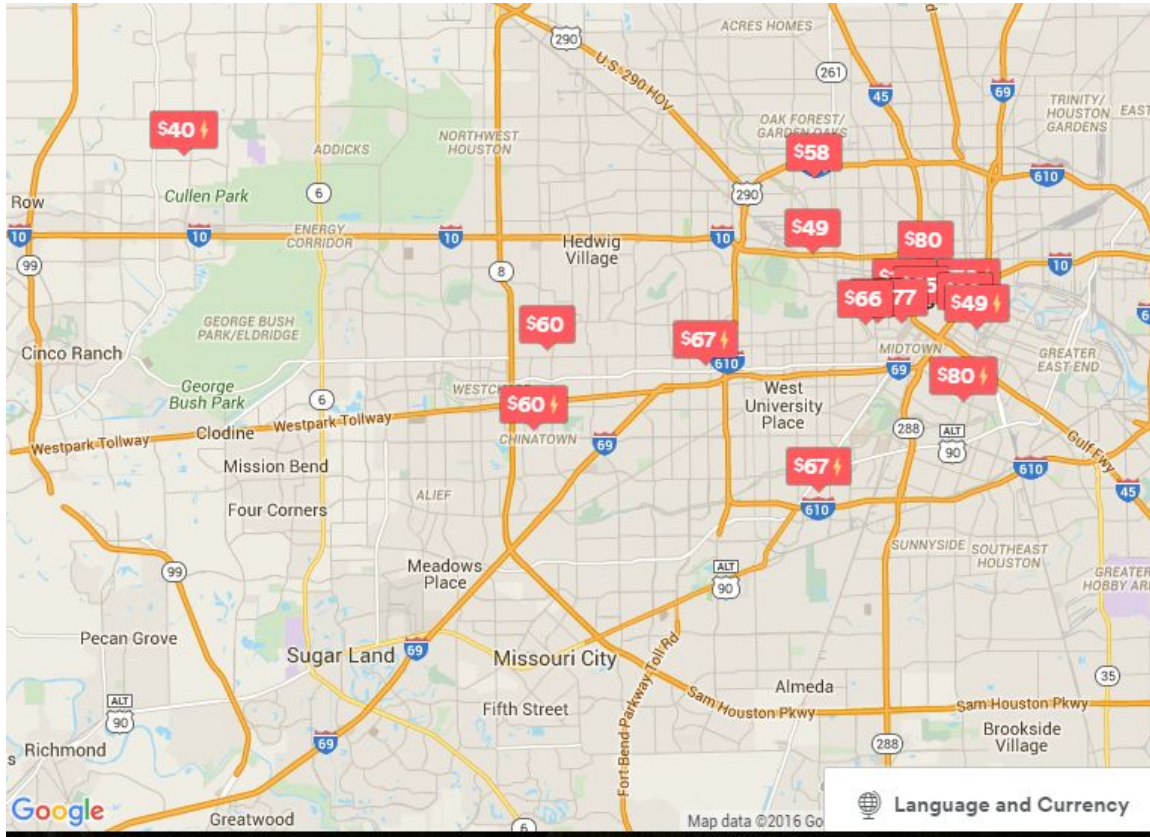 ACRES HOMES
290
U.S. 290 HOV
261
45
69
TRINITY/
HOUSTON
GARDENS
$40
ADDICKS
NORTHWEST
HOUSTON
OAK FOREST/
GARDEN OAKS
$58
610
Cullen Park
6
290
Row
10
10
ENERGY
CORRIDOR
10
Hedwig
Village
10
$49
$80
10
99
8
$66
77
$49
GEORGE BUSH
PARK/ELDRIDGE
$60
$67
610
MIDTOWN
GREATER
EAST END
Cinco Ranch
George
Bush Park
6
69
$80
West
University
Place
$60
Westpark Tollway
Westpark Tollway
Clodine
CHINATOWN
69
288
ALT
90
Gulf Fwy
Mission Bend
$67
610
45
ALIEF
Four Corners
610
SUNNYSIDE
SOUTHEAST
HOUSTON
99
Meadows
Place
ALT
90
GREATER
Pecan Grove
Sugar Land
69
Missouri City
Fort Bend Parkway Toll Rd
Sam Houston Pkwy
Almeda
35
ALT
90
Fifth Street
Sam Houston Pkwy
69
Brookside
Village
288
Richmond
Google
Greatwood
6
Map data ©2016
Language and Currency